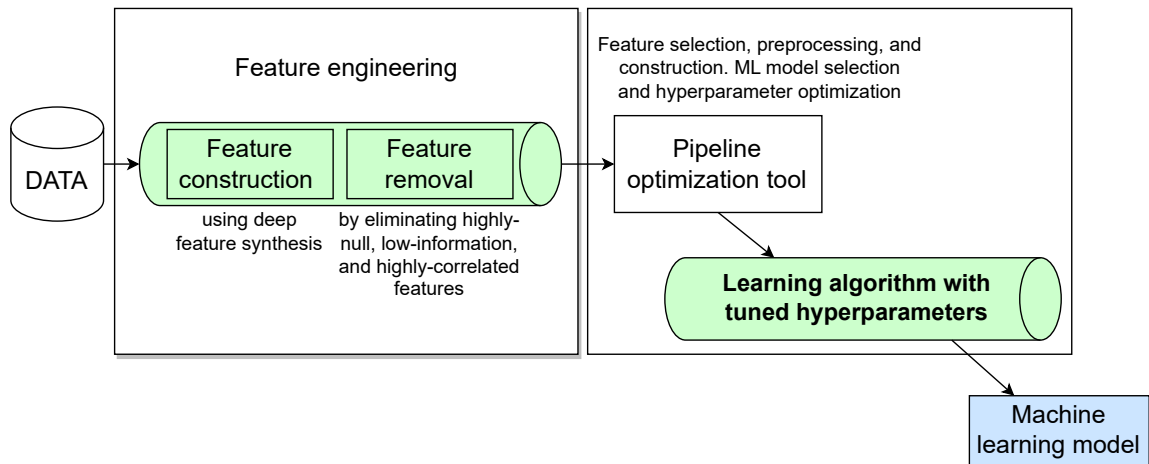 Feature engineering
DATA
Feature
construction
using deep
feature synthesis
Feature
removal
by eliminating highly-
null, low-information,
and highly-correlated
features
Feature selection, preprocessing, and
construction. ML model selection
and hyperparameter optimization
Pipeline
optimization tool
Learning algorithm with
tuned hyperparameters
Machine
learning model